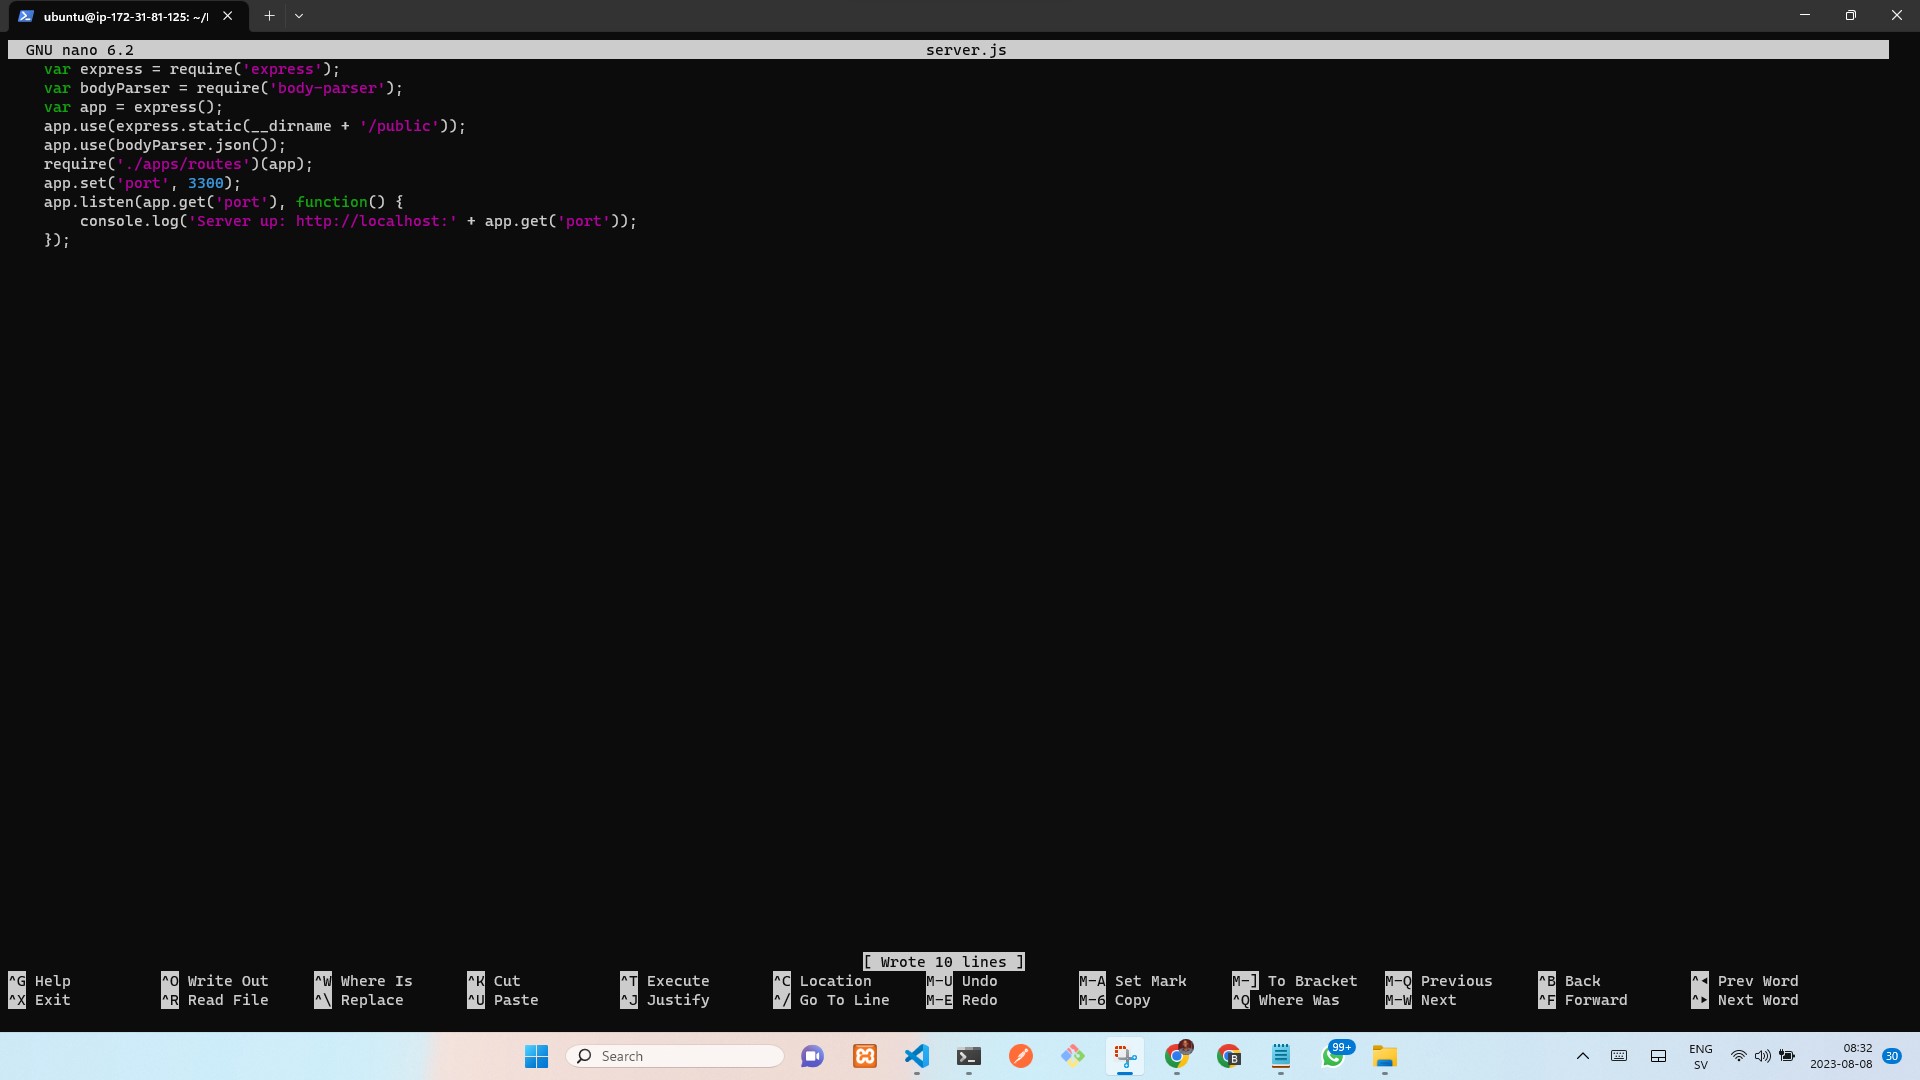 ubuntu@ip-172-31-81-125: ~/
GNU nano 6.2 server.js
var express = require('express');
var bodyParser = require('body-parser');
var app = express();
app.use(express.static(__dirname + '/public'));
app.use(bodyParser.json());
require('./apps/routes')(app);
app.set('port', 3300);
app.listen(app.get('port'), function() {
    console.log('Server up: http://localhost:' + app.get('port'));
});
[ Wrote 10 lines ]
^G Help ^O Write Out ^W Where Is ^K Cut ^T Execute ^C Location M-U Undo M-A Set Mark M-] To Bracket M-Q Previous ^B Back ^◂ Prev Word
^X Exit ^R Read File ^\ Replace ^U Paste ^J Justify ^/ Go To Line M-E Redo M-6 Copy ^Q Where Was M-W Next ^F Forward ^▸ Next Word
Search B 99+ ENG 08:32
SV 2023-08-08 30